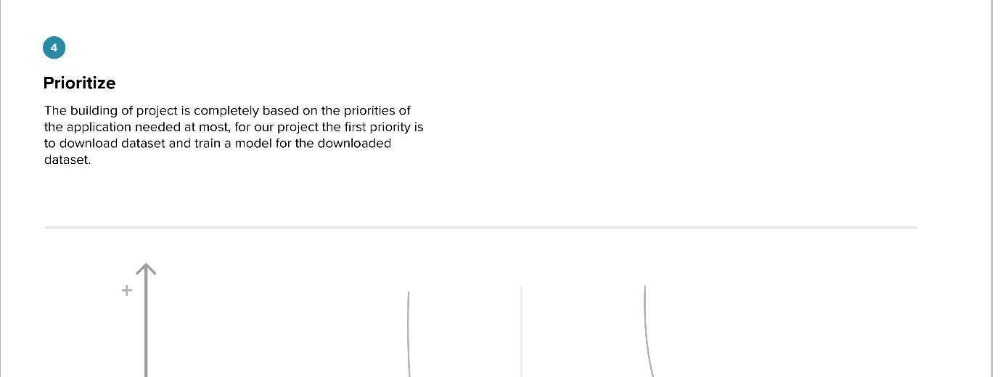 4
Prioritize
The building of project is completely based on the priorities of
the application needed at most, for our project the first priority is
to download dataset and train a model for the downloaded
dataset.
+